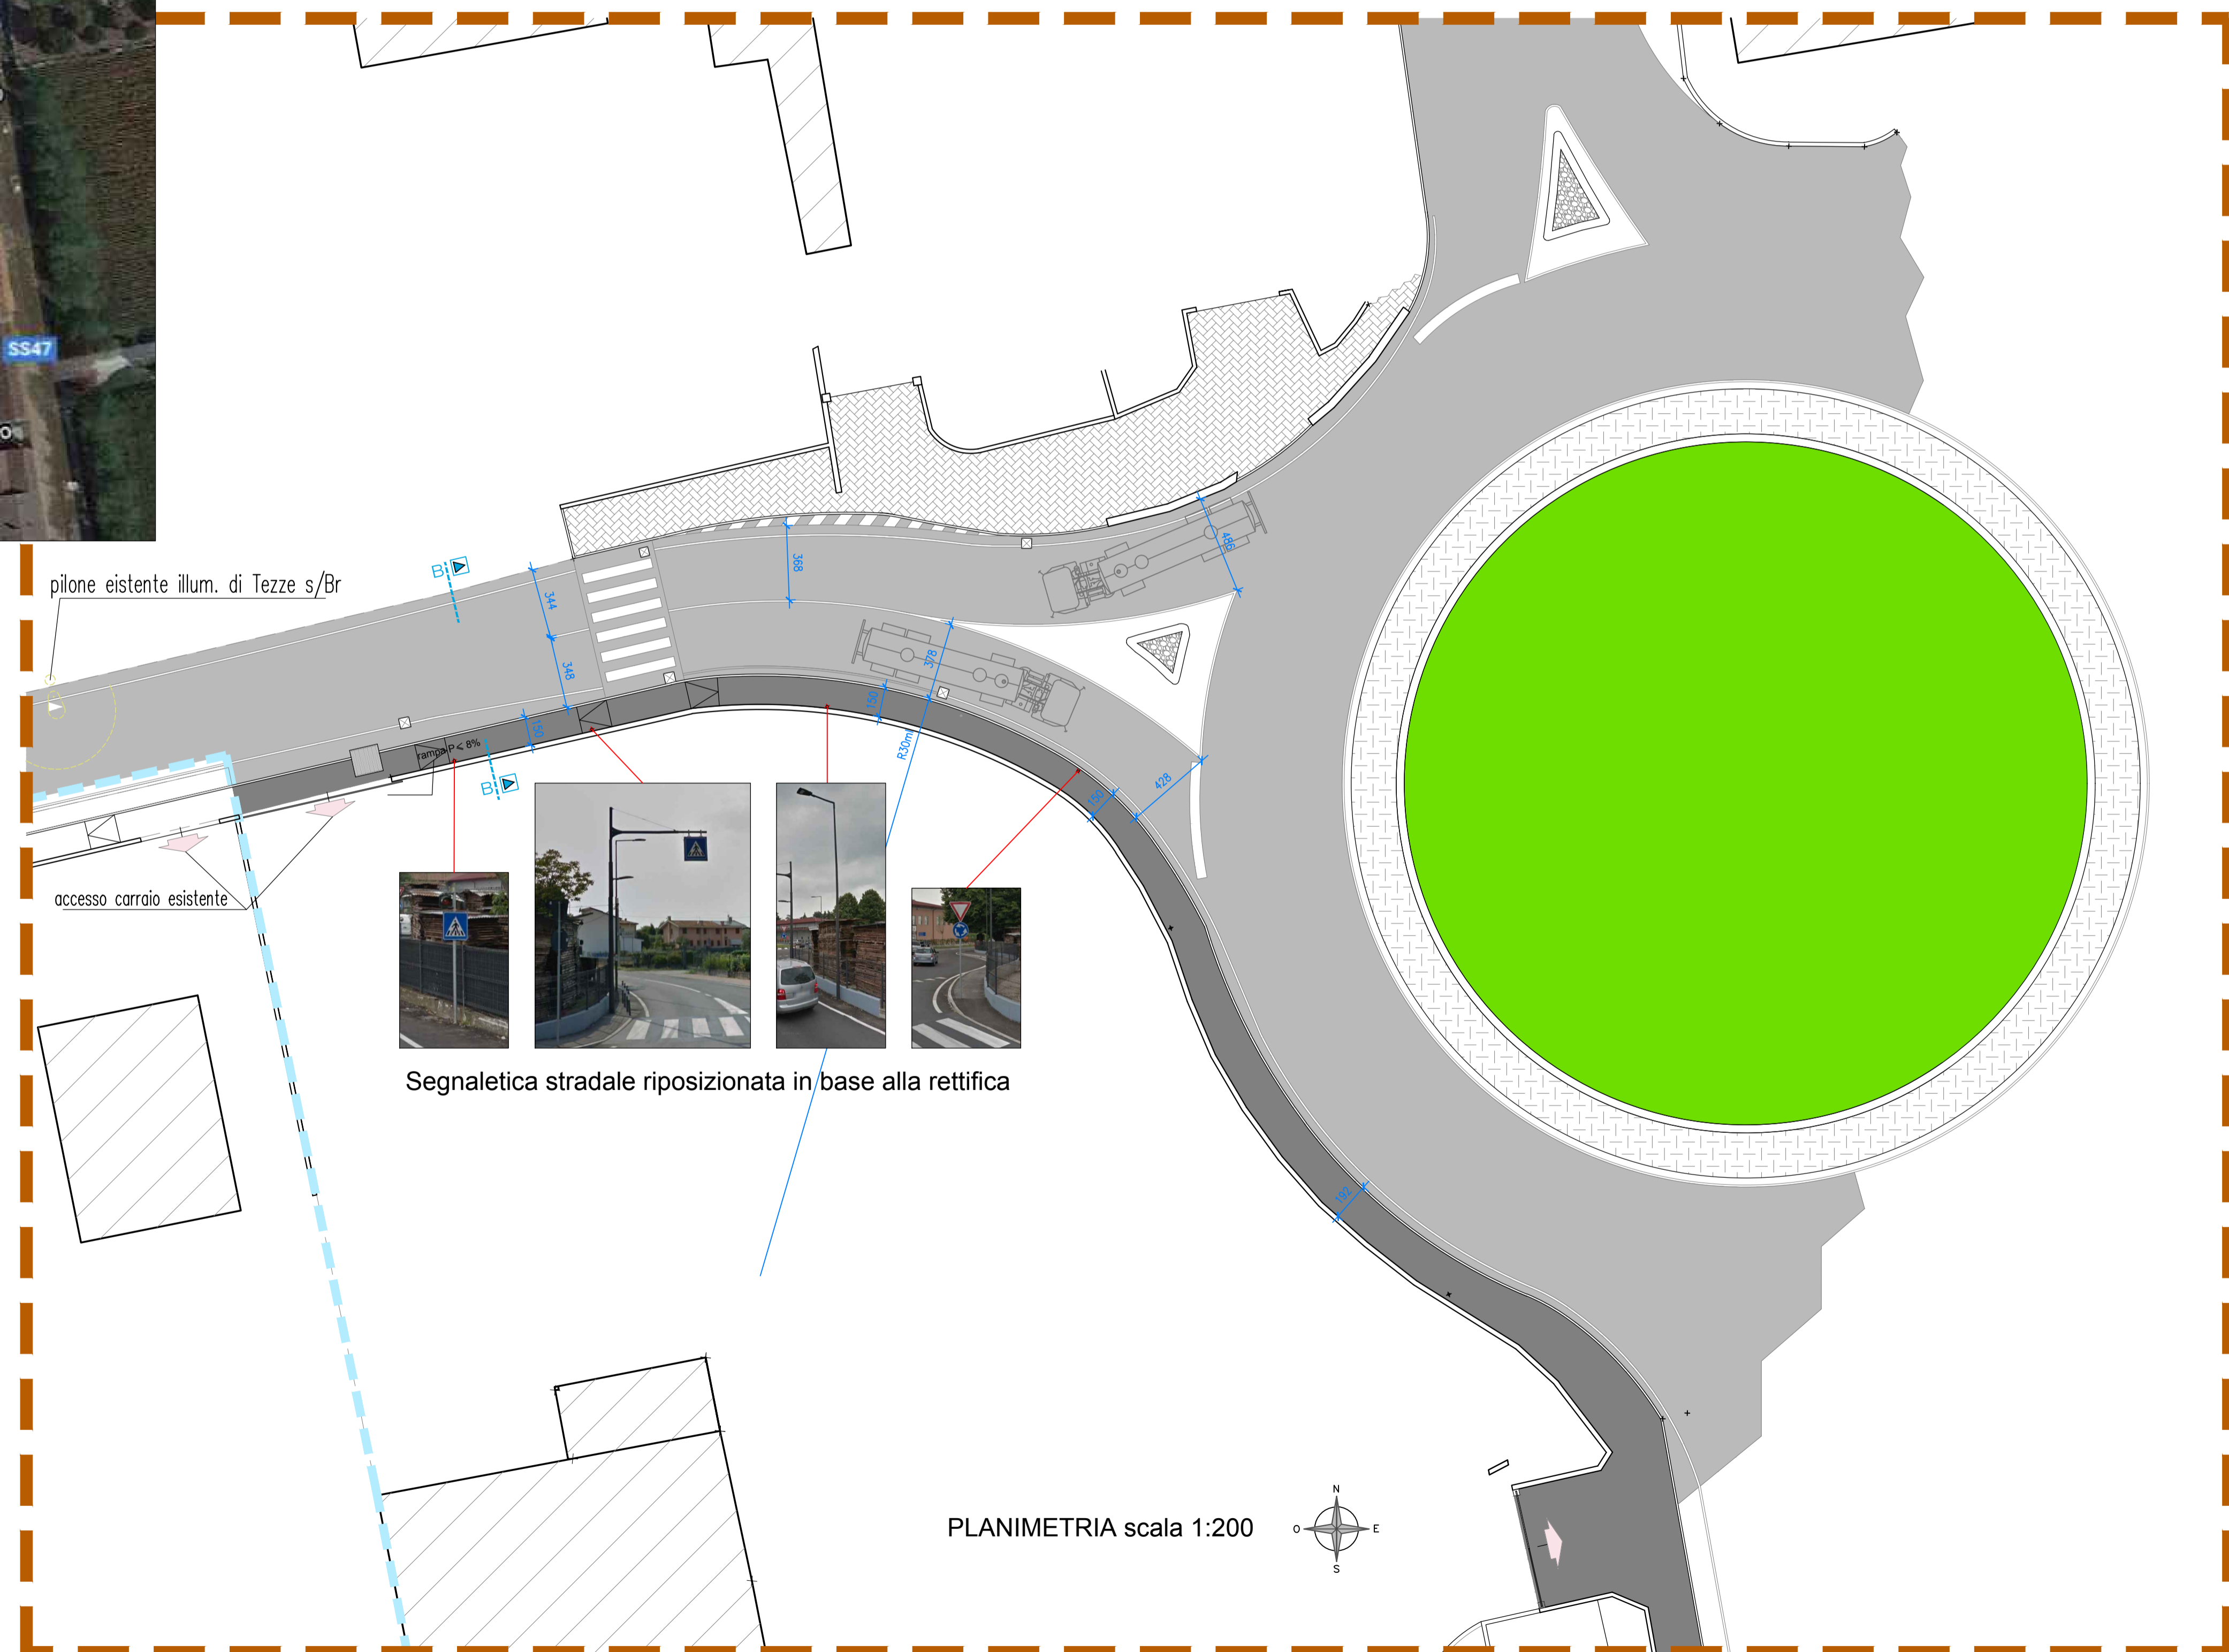 SS47
pilone eistente illum. di Tezze s/Br
B
344
348
368
486
378
150
150
rampa P ≤ 8%
B
R30ml
150
428
accesso carraio esistente
Segnaletica stradale riposizionata in base alla rettifica
192
PLANIMETRIA scala 1:200
N
O
E
S